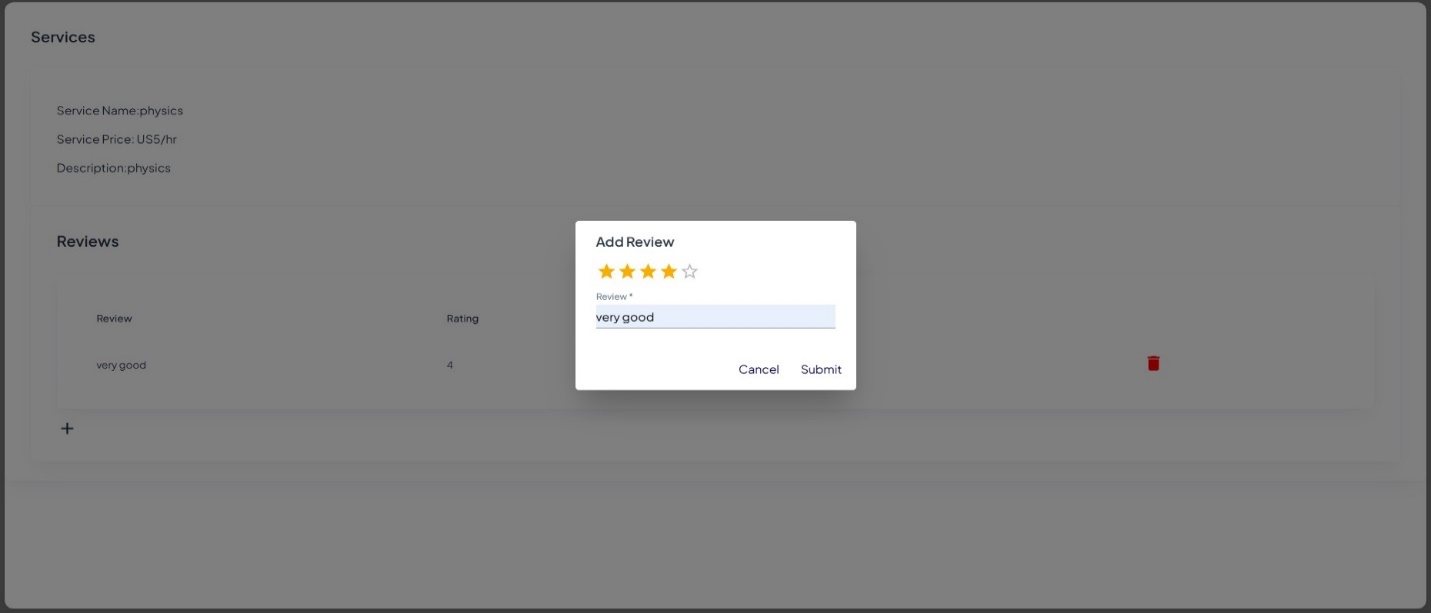 Services
Service Name:physics
Service Price: US5/hr
Description:physics
Reviews
Review Rating
very good 4
Add Review
Review *
very good
Cancel Submit